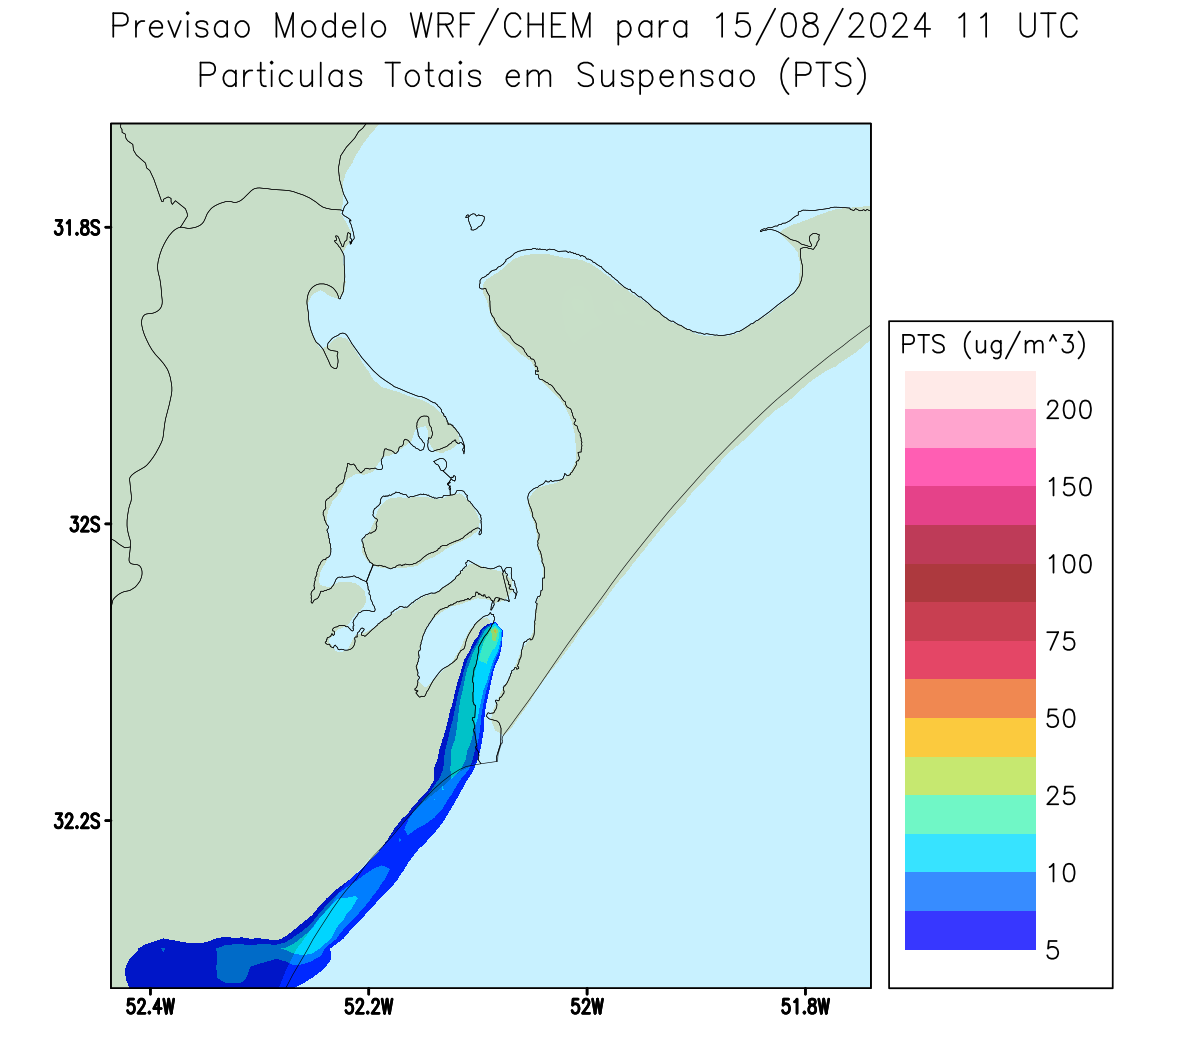 Previsao Modelo WRF/CHEM para 15/08/2024 11 UTC
Particulas Totais em Suspensao (PTS)
31.8S
32S
32.2S
52.4W
52.2W
52W
51.8W
PTS (ug/m^3)
200
150
100
75
50
25
10
5